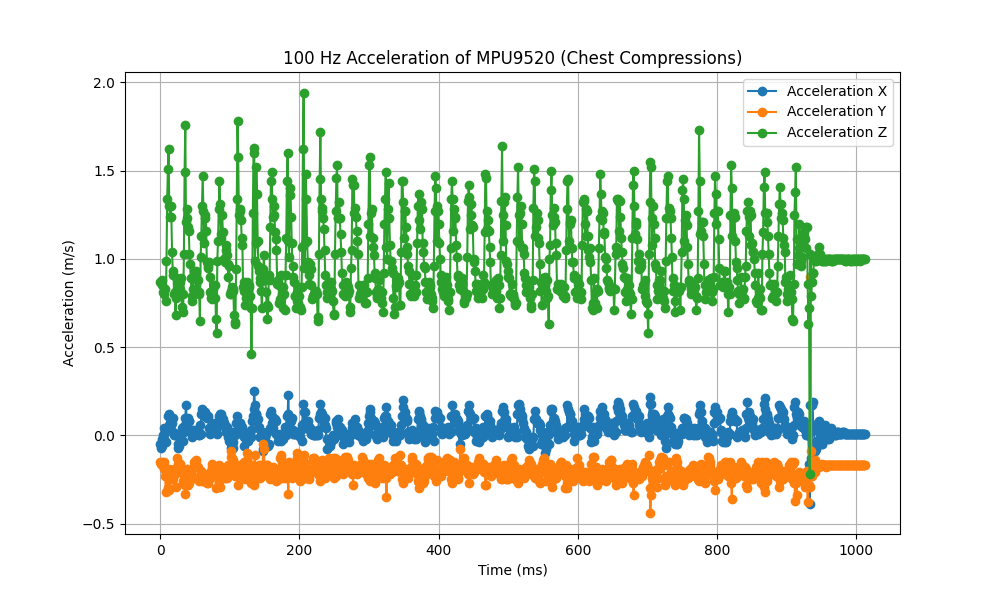 100 Hz Acceleration of MPU9520 (Chest Compressions)
Acceleration X
Acceleration Y
Acceleration Z
2.0
1.5
1.0
0.5
0.0
−0.5
Acceleration (m/s)
0 200 400 600 800 1000
Time (ms)